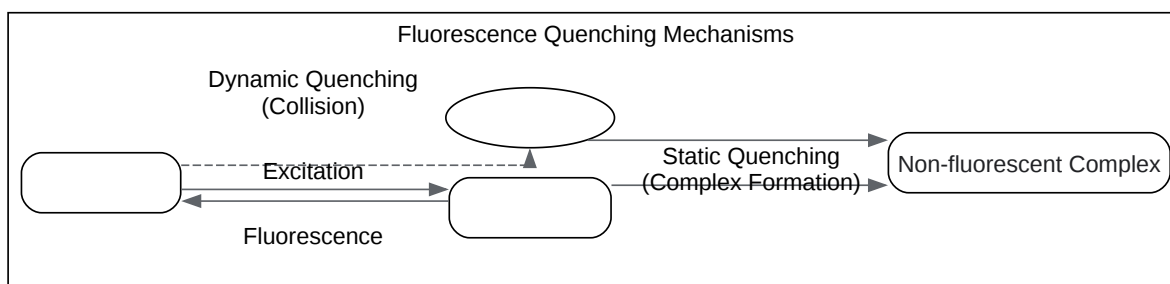 Fluorescence Quenching Mechanisms
Dynamic Quenching
(Collision)
Excitation
Fluorescence
Static Quenching
(Complex Formation)
Non-fluorescent Complex